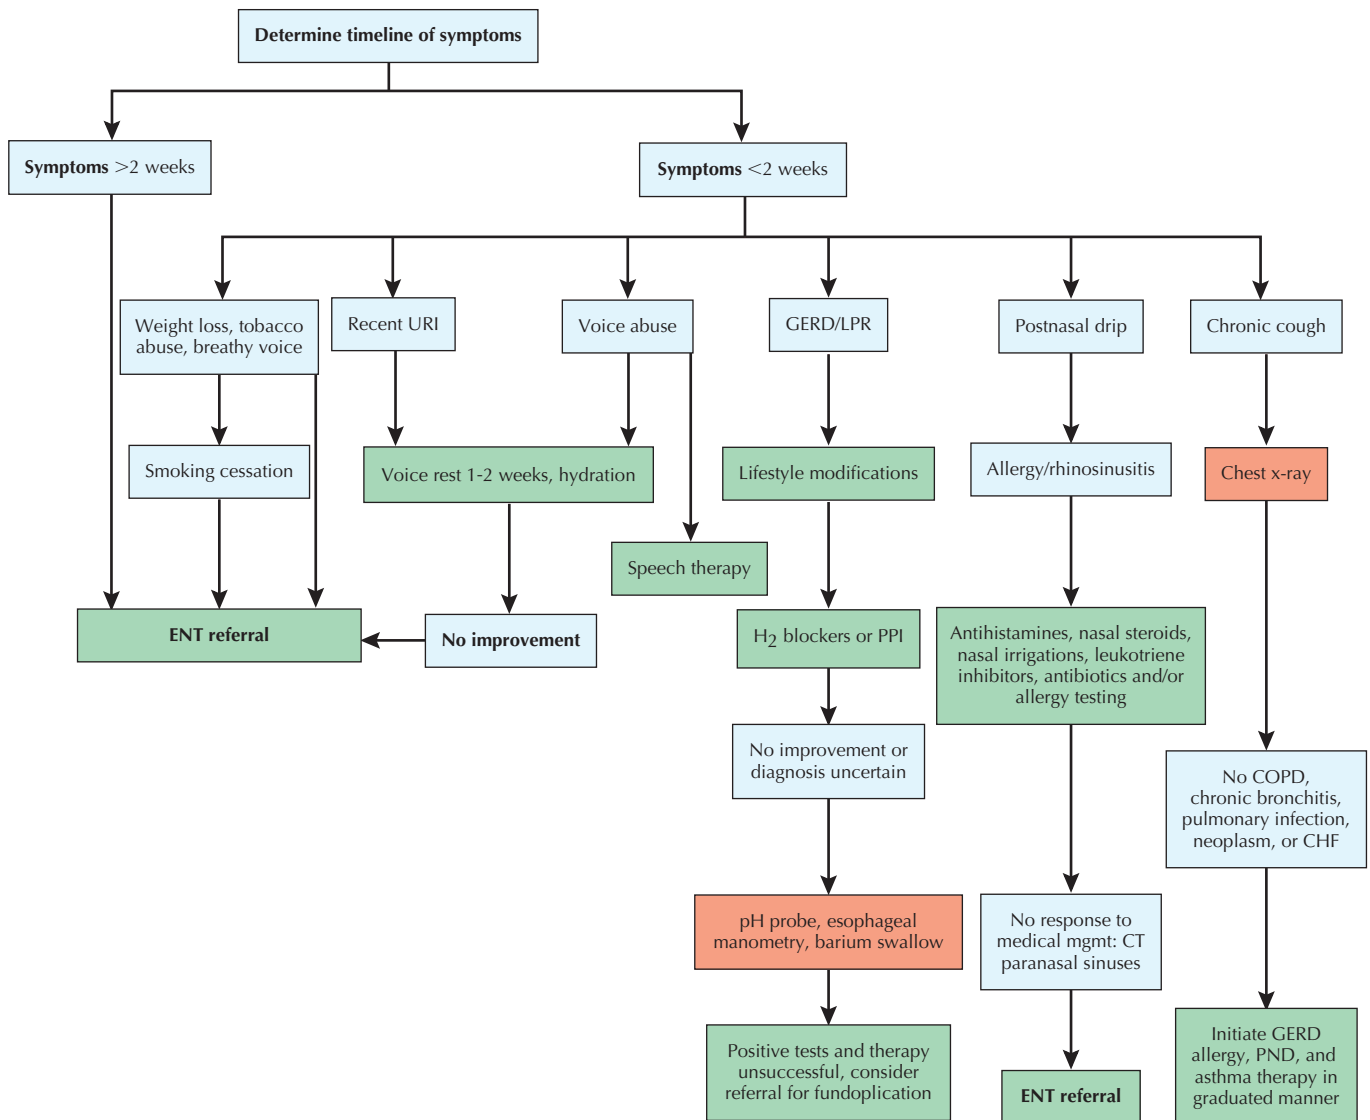 Determine timeline of symptoms
Symptoms >2 weeks
Symptoms <2 weeks
Weight loss, tobacco
abuse, breathy voice
Recent URI
Voice abuse
GERD/LPR
Postnasal drip
Chronic cough
Smoking cessation
Voice rest 1-2 weeks, hydration
Lifestyle modifications
Allergy/rhinosinusitis
Chest x-ray
Speech therapy
ENT referral
No improvement
H2 blockers or PPI
Antihistamines, nasal steroids,
nasal irrigations, leukotriene
inhibitors, antibiotics and/or
allergy testing
No improvement or
diagnosis uncertain
No COPD,
chronic bronchitis,
pulmonary infection,
neoplasm, or CHF
pH probe, esophageal
manometry, barium swallow
No response to
medical mgmt: CT
paranasal sinuses
Positive tests and therapy
unsuccessful, consider
referral for fundoplication
ENT referral
Initiate GERD
allergy, PND, and
asthma therapy in
graduated manner